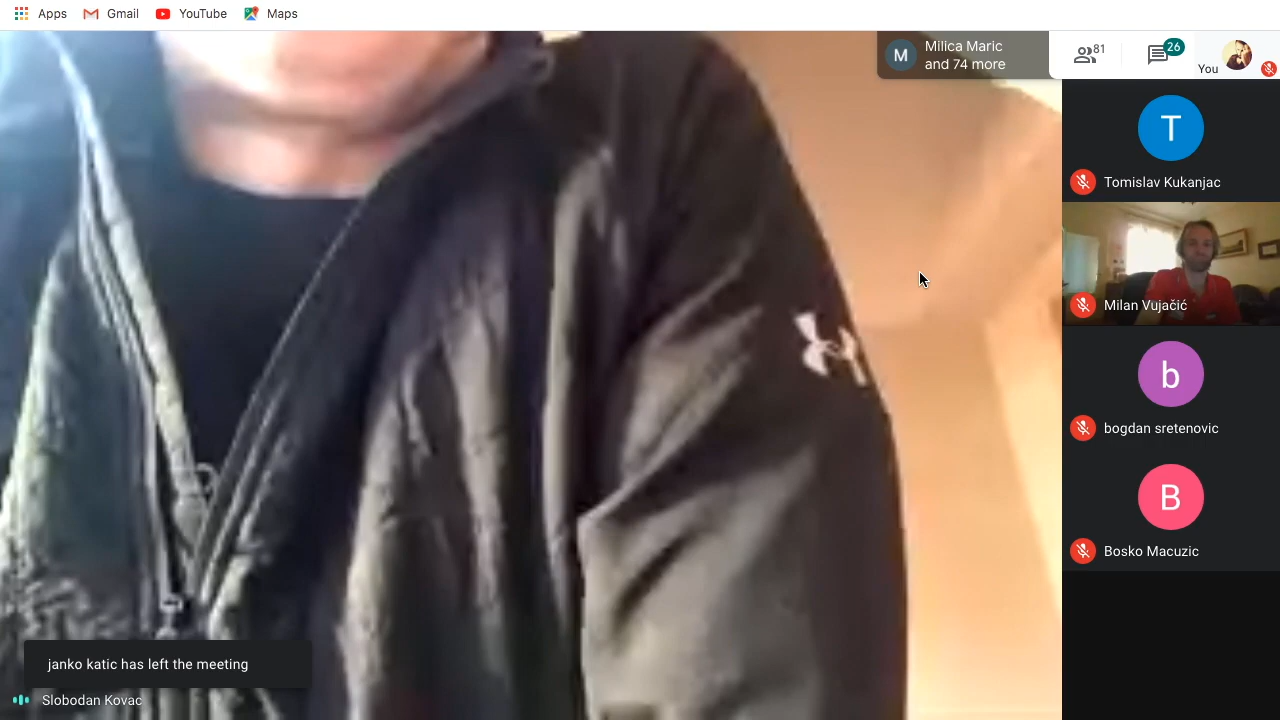 Apps
Gmail
YouTube
Maps
M
Milica Maric
and 74 more
81
26
You
T
Tomislav Kukanjac
Milan Vujačić
b
bogdan sretenovic
B
Bosko Macuzic
janko katic has left the meeting
Slobodan Kovac